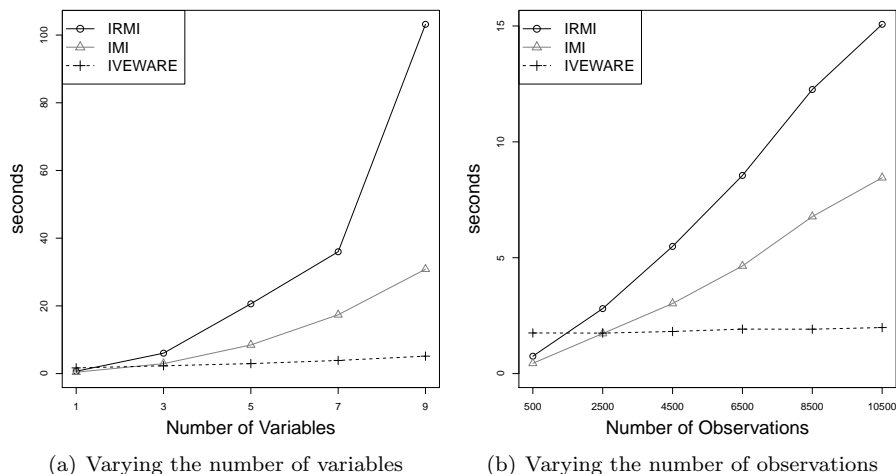 IRMI
IMI
IVEWARE
seconds
0
20
40
60
80
100
1
3
5
7
9
Number of Variables
(a) Varying the number of variables
IRMI
IMI
IVEWARE
seconds
0
5
10
15
500
2500
4500
6500
8500
10500
Number of Observations
(b) Varying the number of observations